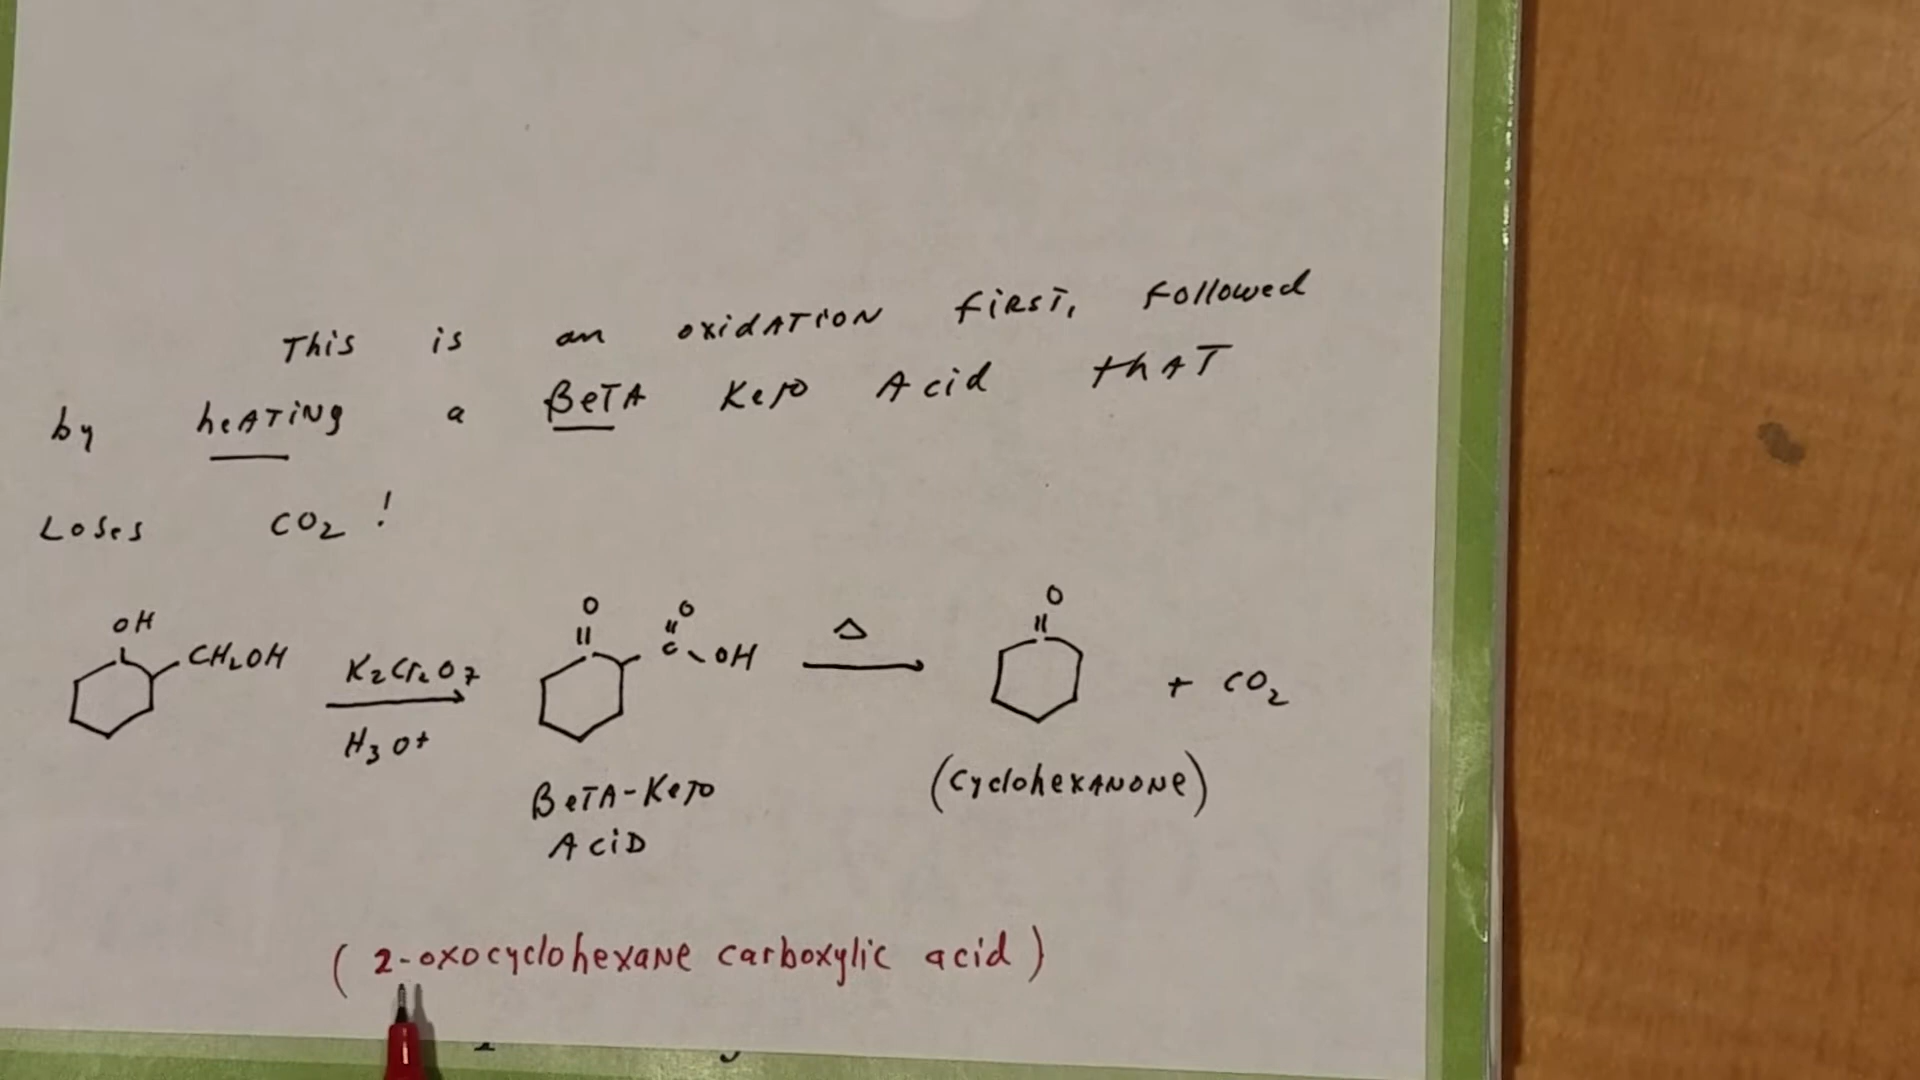 This is an oxidation first, followed
by heating a Beta Keto Acid that
Loses CO2 !
OH
CH2OH
K2Cr2O7
H3O+
O
O
C
OH
Δ
O
+ CO2
Beta-Keto
Acid
(cyclohexanone)
(2-oxocyclohexane carboxylic acid)